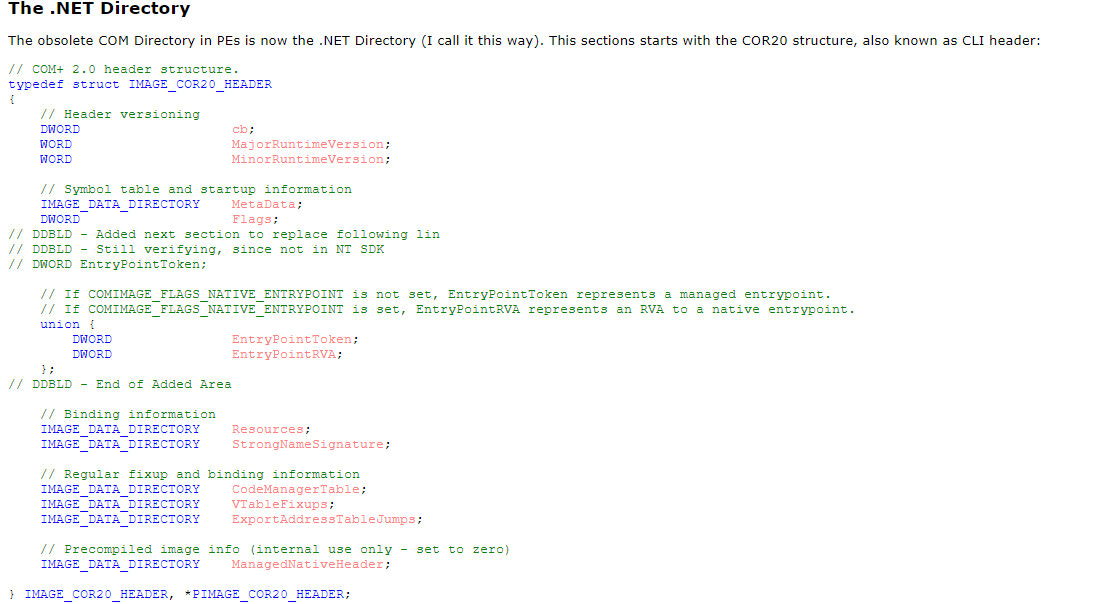 The .NET Directory
The obsolete COM Directory in PEs is now the .NET Directory (I call it this way). This sections starts with the COR20 structure, also known as CLI header:
// COM+ 2.0 header structure.
typedef struct IMAGE_COR20_HEADER
{
    // Header versioning
    DWORD                   cb;
    WORD                    MajorRuntimeVersion;
    WORD                    MinorRuntimeVersion;

    // Symbol table and startup information
    IMAGE_DATA_DIRECTORY    MetaData;
    DWORD                   Flags;
// DDBLD - Added next section to replace following lin
// DDBLD - Still verifying, since not in NT SDK
// DWORD EntryPointToken;

    // If COMIMAGE_FLAGS_NATIVE_ENTRYPOINT is not set, EntryPointToken represents a managed entrypoint.
    // If COMIMAGE_FLAGS_NATIVE_ENTRYPOINT is set, EntryPointRVA represents an RVA to a native entrypoint.
    union {
        DWORD               EntryPointToken;
        DWORD               EntryPointRVA;
    };
// DDBLD - End of Added Area

    // Binding information
    IMAGE_DATA_DIRECTORY    Resources;
    IMAGE_DATA_DIRECTORY    StrongNameSignature;

    // Regular fixup and binding information
    IMAGE_DATA_DIRECTORY    CodeManagerTable;
    IMAGE_DATA_DIRECTORY    VTableFixups;
    IMAGE_DATA_DIRECTORY    ExportAddressTableJumps;

    // Precompiled image info (internal use only - set to zero)
    IMAGE_DATA_DIRECTORY    ManagedNativeHeader;

} IMAGE_COR20_HEADER, *PIMAGE_COR20_HEADER;